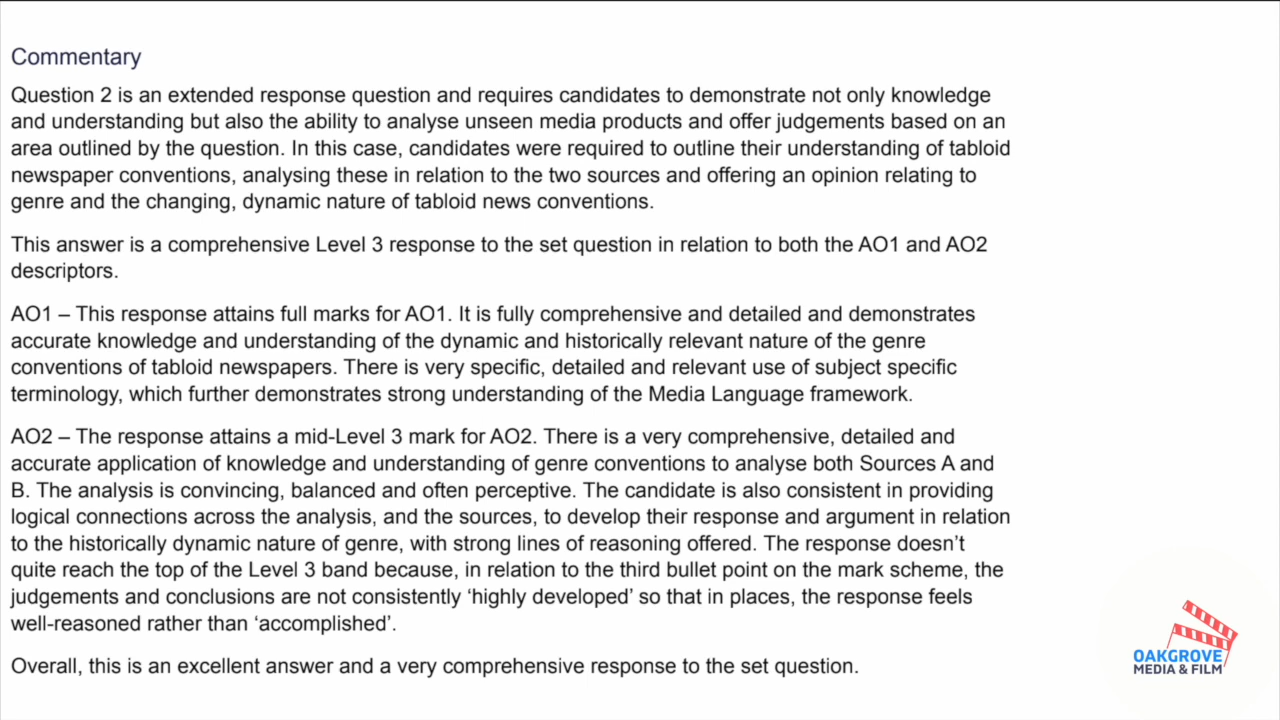 Commentary
Question 2 is an extended response question and requires candidates to demonstrate not only knowledge
and understanding but also the ability to analyse unseen media products and offer judgements based on an
area outlined by the question. In this case, candidates were required to outline their understanding of tabloid
newspaper conventions, analysing these in relation to the two sources and offering an opinion relating to
genre and the changing, dynamic nature of tabloid news conventions.
This answer is a comprehensive Level 3 response to the set question in relation to both the AO1 and AO2
descriptors.
AO1 – This response attains full marks for AO1. It is fully comprehensive and detailed and demonstrates
accurate knowledge and understanding of the dynamic and historically relevant nature of the genre
conventions of tabloid newspapers. There is very specific, detailed and relevant use of subject specific
terminology, which further demonstrates strong understanding of the Media Language framework.
AO2 – The response attains a mid-Level 3 mark for AO2. There is a very comprehensive, detailed and
accurate application of knowledge and understanding of genre conventions to analyse both Sources A and
B. The analysis is convincing, balanced and often perceptive. The candidate is also consistent in providing
logical connections across the analysis, and the sources, to develop their response and argument in relation
to the historically dynamic nature of genre, with strong lines of reasoning offered. The response doesn't
quite reach the top of the Level 3 band because, in relation to the third bullet point on the mark scheme, the
judgements and conclusions are not consistently 'highly developed' so that in places, the response feels
well-reasoned rather than 'accomplished'.
Overall, this is an excellent answer and a very comprehensive response to the set question.
OAKGROVE
MEDIA & FILM